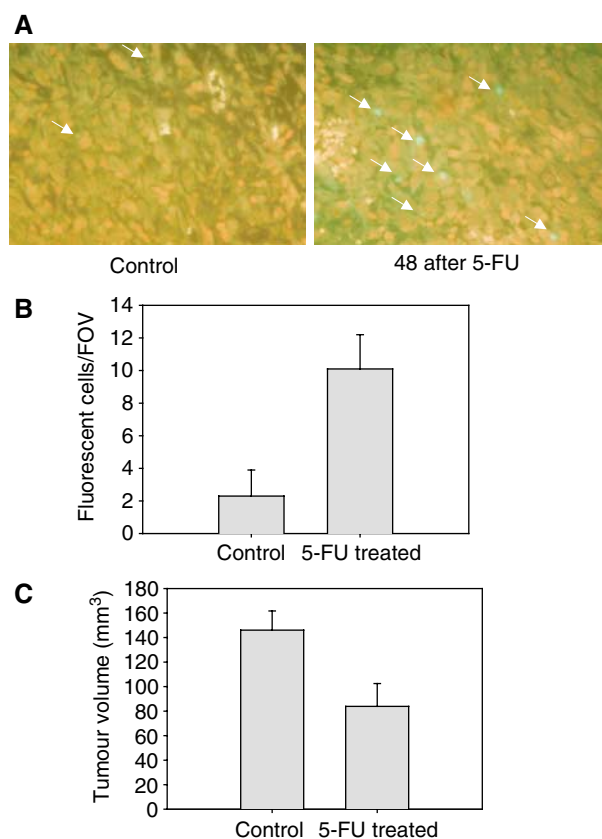 A
Control
48 after 5-FU
B
Fluorescent cells/FOV
14
12
10
8
6
4
2
0
Control 5-FU treated
C
Tumour volume (mm³)
180
160
140
120
100
80
60
40
20
0
Control 5-FU treated